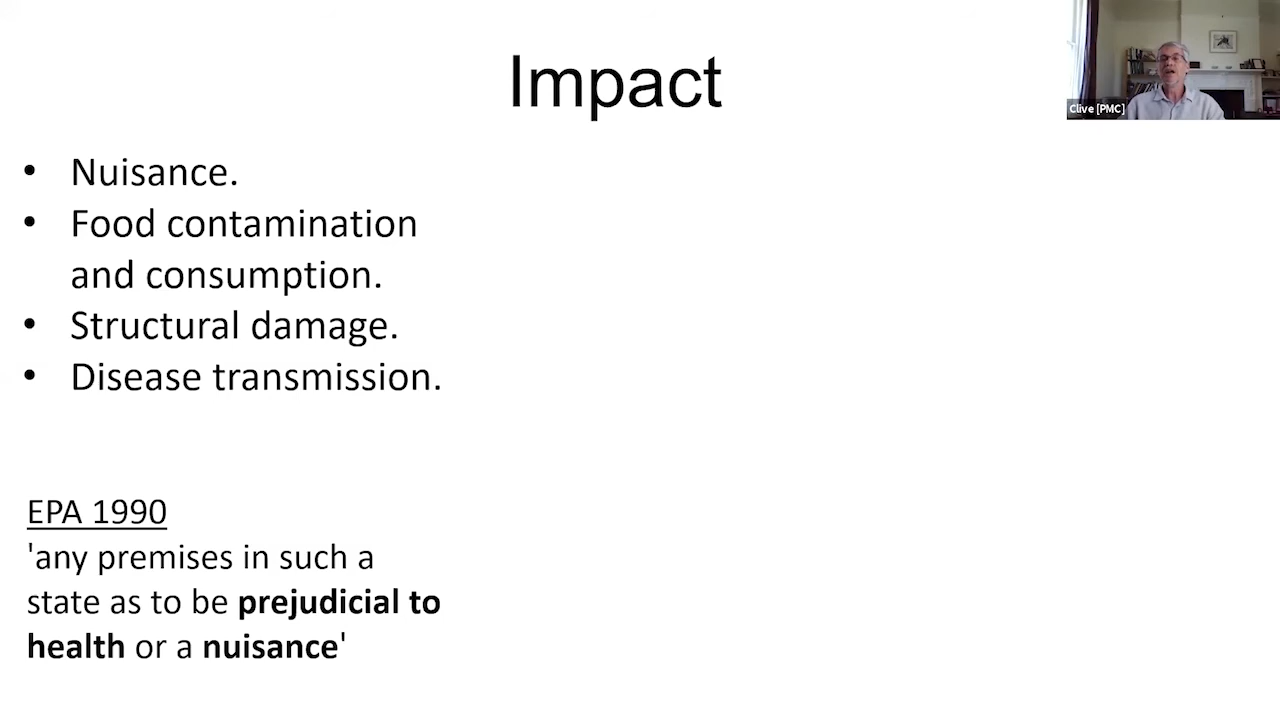 Impact
Clive [PMC]
• Nuisance.
• Food contamination
and consumption.
• Structural damage.
• Disease transmission.
EPA 1990
'any premises in such a
state as to be prejudicial to
health or a nuisance'